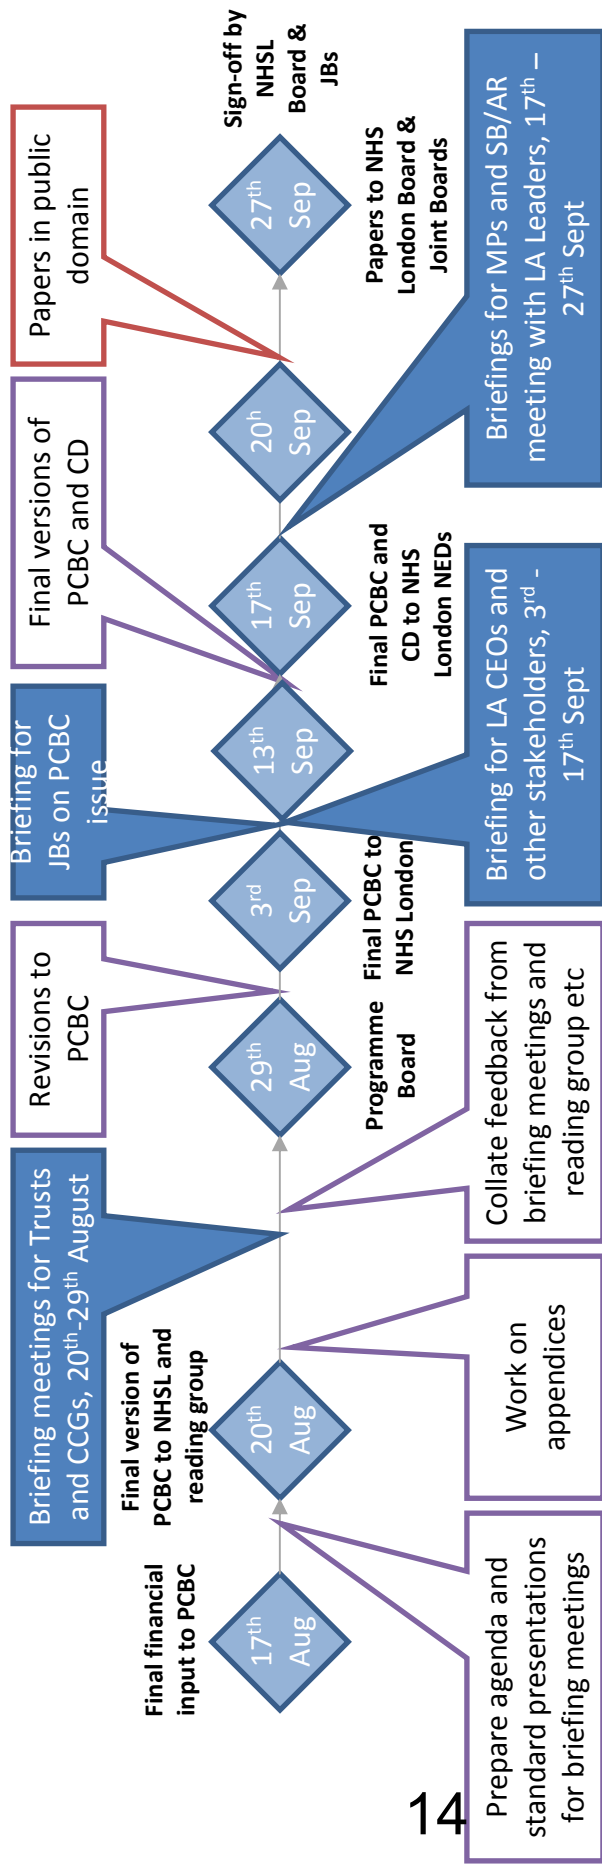 Briefing meetings for Trusts
and CCGs, 20th-29th August
Revisions to
PCBC
Briefing for
JBs on PCBC
issue
Final versions of
PCBC and CD
Papers in public
domain
Final financial
input to PCBC
17th
Aug
Final version of
PCBC to NHSL and
reading group
20th
Aug
29th
Aug
Programme
Board
3rd
Sep
Final PCBC to
NHS London
13th
Sep
17th
Sep
Final PCBC and
CD to NHS
London NEDs
20h
Sep
Papers to NHS
London Board &
Joint Boards
27th
Sep
Sign-off by
NHSL
Board &
JBs
Prepare agenda and
standard presentations
for briefing meetings
Work on
appendices
Collate feedback from
briefing meetings and
reading group etc
Briefing for LA CEOs and
other stakeholders, 3rd -
17th Sept
Briefings for MPs and SB/AR
meeting with LA Leaders, 17th –
27th Sept
14